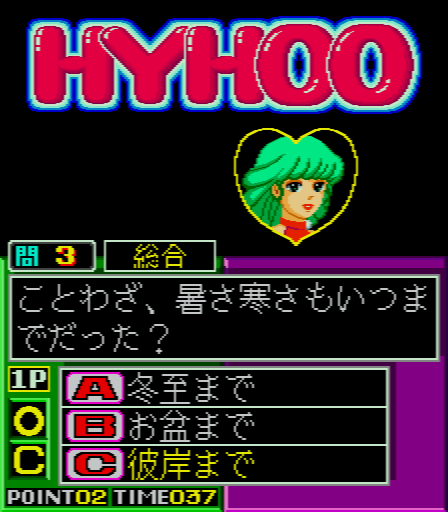 HYHOO
問 3 総合
ことわざ、暑さ寒さもいつま
でだった？
1P
A 冬至まで
O B お盆まで
C C 彼岸まで
POINT02 TIME037